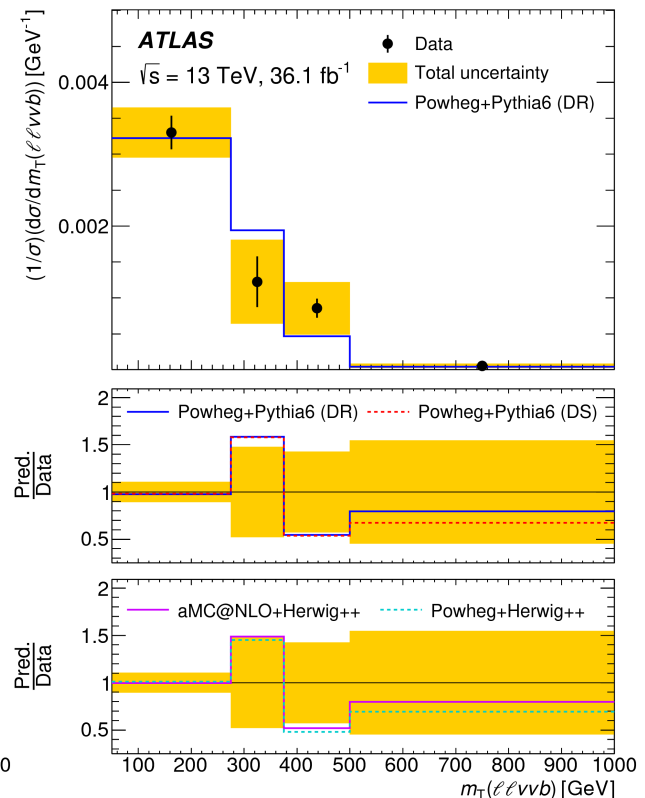 ATLAS
√s = 13 TeV, 36.1 fb⁻¹
Data
Total uncertainty
Powheg+Pythia6 (DR)
(1/σ)(dσ/dm_T(ℓℓννb)) [GeV⁻¹]
0.004
0.002
Powheg+Pythia6 (DR)
Powheg+Pythia6 (DS)
Pred.
Data
2
1.5
1
0.5
aMC@NLO+Herwig++
Powheg+Herwig++
Pred.
Data
2
1.5
1
0.5
0
100 200 300 400 500 600 700 800 900 1000
m_T(ℓℓννb) [GeV]